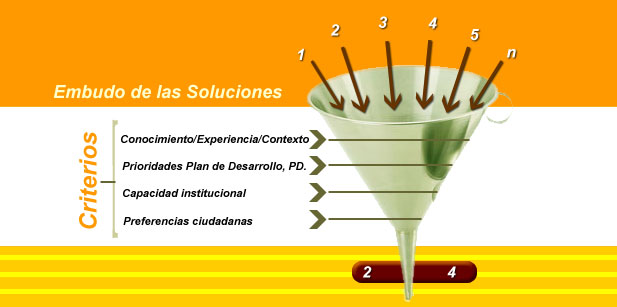 1 2 3 4 5 n
Embudo de las Soluciones
Criterios
Conocimiento/Experiencia/Contexto
Prioridades Plan de Desarrollo, PD.
Capacidad institucional
Preferencias ciudadanas
2 4